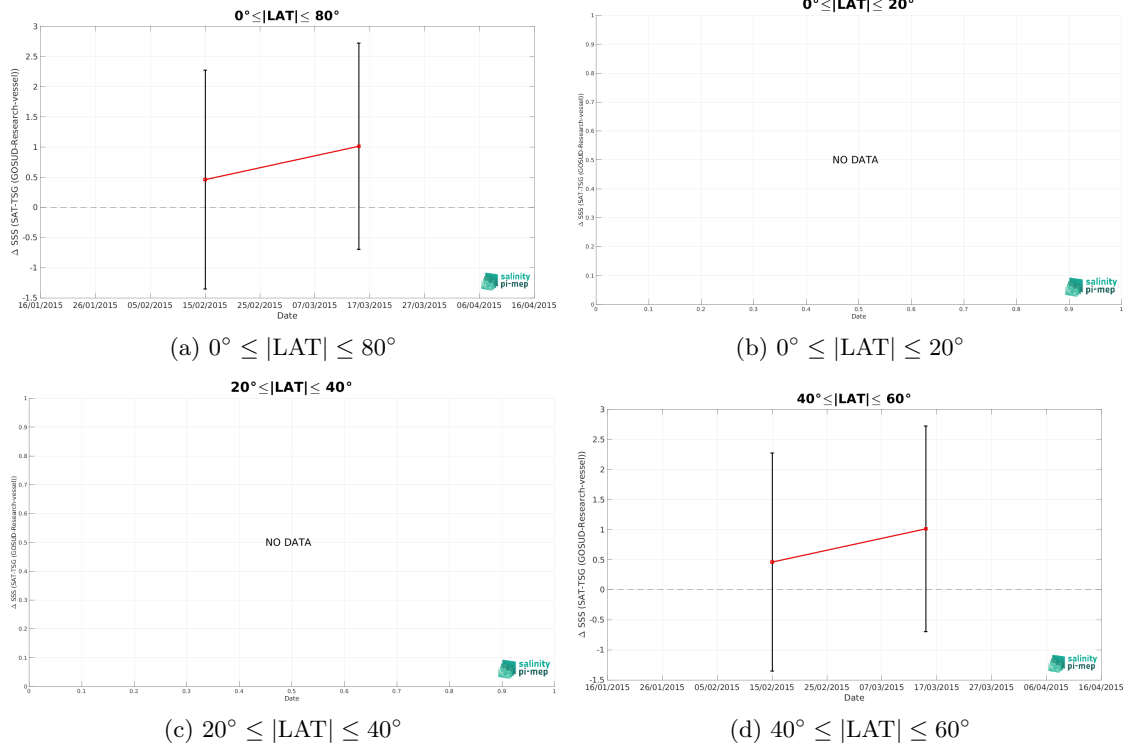 0°≤|LAT|≤ 80°
3
2.5
2
1.5
1
0.5
0
-0.5
-1
-1.5
Δ SSS (SAT-TSG (GOSUD-Research-vessel))
16/01/2015 26/01/2015 05/02/2015 15/02/2015 25/02/2015 07/03/2015 17/03/2015 27/03/2015 06/04/2015 16/04/2015
Date
salinity
pi-mep
(a) 0° ≤ |LAT| ≤ 80°
0°≤|LAT|≤ 20°
1
0.9
0.8
0.7
0.6
0.5
0.4
0.3
0.2
0.1
0
Δ SSS (SAT-TSG (GOSUD-Research-vessel))
NO DATA
0 0.1 0.2 0.3 0.4 0.5 0.6 0.7 0.8 0.9 1
Date
salinity
pi-mep
(b) 0° ≤ |LAT| ≤ 20°
20°≤|LAT|≤ 40°
1
0.9
0.8
0.7
0.6
0.5
0.4
0.3
0.2
0.1
0
Δ SSS (SAT-TSG (GOSUD-Research-vessel))
NO DATA
0 0.1 0.2 0.3 0.4 0.5 0.6 0.7 0.8 0.9 1
Date
salinity
pi-mep
(c) 20° ≤ |LAT| ≤ 40°
40°≤|LAT|≤ 60°
3
2.5
2
1.5
1
0.5
0
-0.5
-1
-1.5
Δ SSS (SAT-TSG (GOSUD-Research-vessel))
16/01/2015 26/01/2015 05/02/2015 15/02/2015 25/02/2015 07/03/2015 17/03/2015 27/03/2015 06/04/2015 16/04/2015
Date
salinity
pi-mep
(d) 40° ≤ |LAT| ≤ 60°